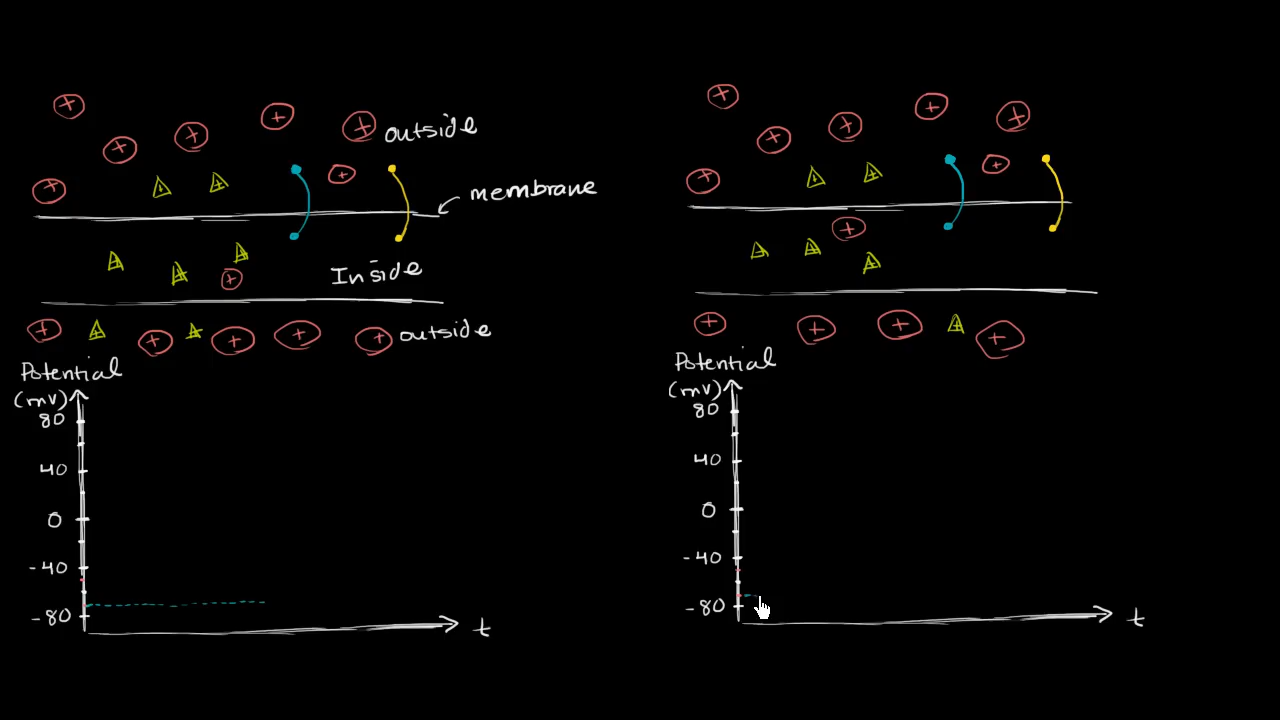 outside
membrane
Inside
outside
Potential
(mv)
80
40
0
-40
-80
t
Potential
(mv)
80
40
0
-40
-80
t